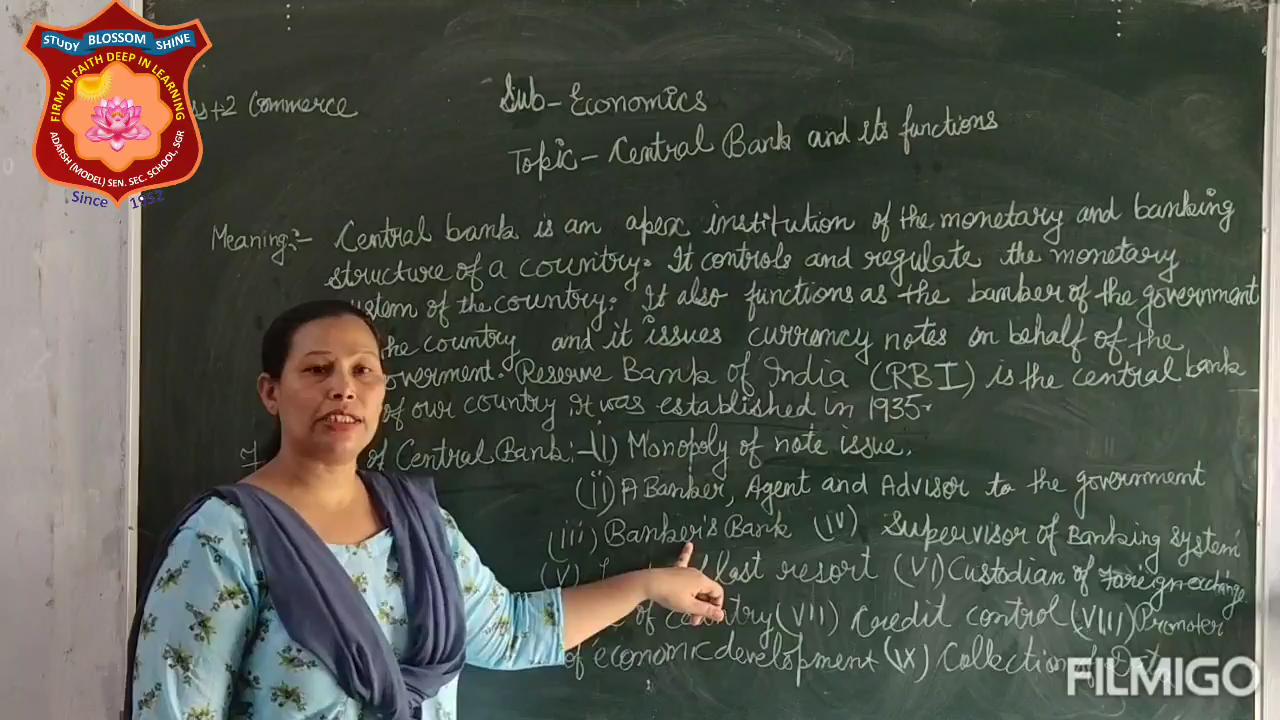 STUDY BLOSSOM SHINE
FIRM IN FAITH DEEP IN LEARNING
ADARSH (MODEL) SEN. SEC. SCHOOL, SGR
Since 1952
+2 Commerce
Sub- Economics
Topic- Central Bank and its functions
Meaning:- Central bank is an apex institution of the monetary and banking
structure of a country. It controls and regulate the monetary
stem of the country. It also functions as the banker of the government
the country and it issues currency notes on behalf of the
overment. Reserve Bank of India (RBI) is the central bank
of our country, it was established in 1935.
of Central Bank:- (i) Monopoly of note issue.
(ii) A Banker, Agent and Advisor to the government
(iii) Banker's Bank (iv) Supervisor of Banking system
(V) last resort (VI) Custodian of foreign exchange
of country (VII) Credit control (VIII) Promoter
of economic development (IX) Collection of
FILMIGO